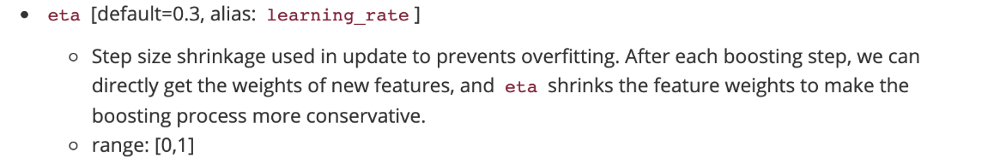 • eta [default=0.3, alias: learning_rate]
○ Step size shrinkage used in update to prevents overfitting. After each boosting step, we can
directly get the weights of new features, and eta shrinks the feature weights to make the
boosting process more conservative.
○ range: [0,1]